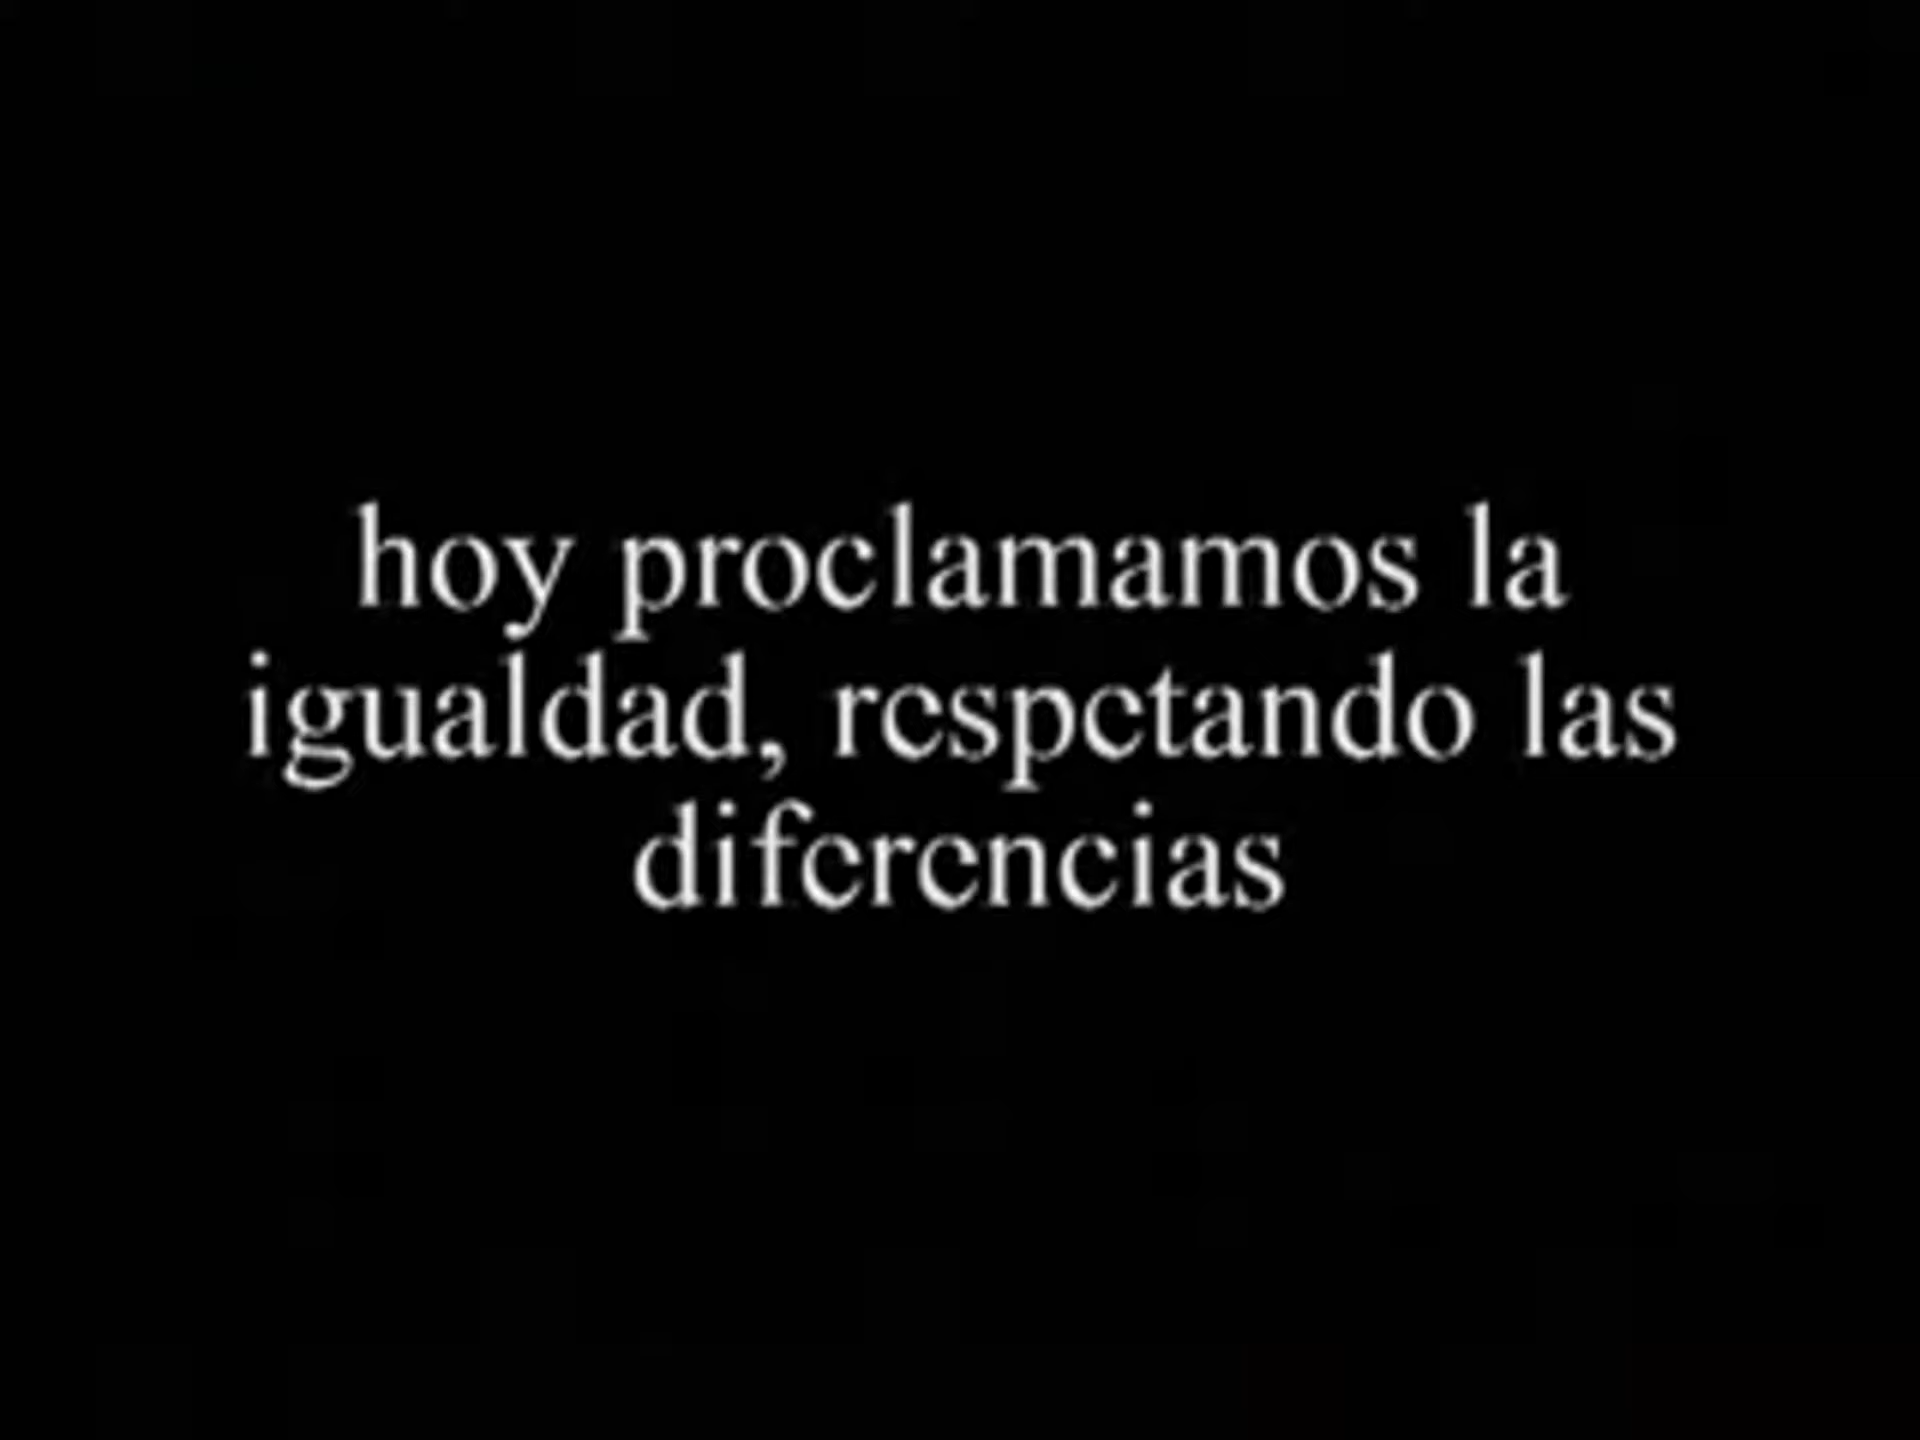 hoy proclamamos la
igualdad, respetando las
diferencias